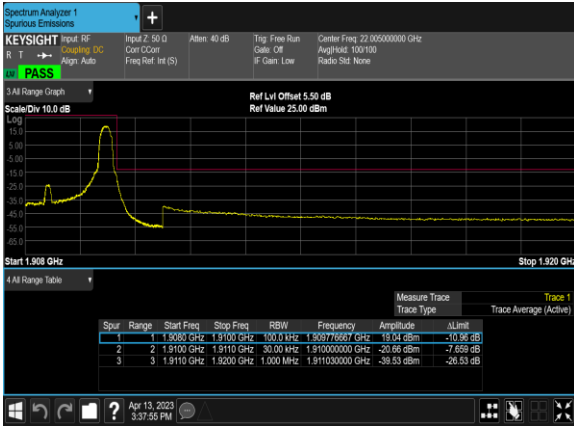 Spectrum Analyzer 1
Spurious Emissions
+
KEYSIGHT Input: RF Input Z: 50 Ω Atten: 40 dB Trig: Free Run Center Freq: 22.005000000 GHz
R T Coupling: DC Corr CCorr Gate: Off Avg|Hold: 100/100
Align: Auto Freq Ref: Int (S) IF Gain: Low Radio Std: None
LW PASS
3 All Range Graph
Ref Lvl Offset 5.50 dB
Scale/Div 10.0 dB Ref Value 25.00 dBm
Log
15.0
5.00
-5.00
-15.0
-25.0
-35.0
-45.0
-55.0
-65.0
Start 1.908 GHz Stop 1.920 GHz
4 All Range Table
Measure Trace Trace 1
Trace Type Trace Average (Active)
Spur Range Start Freq Stop Freq RBW Frequency Amplitude ΔLimit
1 1 1.9080 GHz 1.9100 GHz 100.0 kHz 1.909776667 GHz 19.04 dBm -10.96 dB
2 2 1.9100 GHz 1.9110 GHz 30.00 kHz 1.910000000 GHz -20.66 dBm -7.659 dB
3 3 1.9110 GHz 1.9200 GHz 1.000 MHz 1.911030000 GHz -39.53 dBm -26.53 dB
? Apr 13, 2023
3:37:55 PM